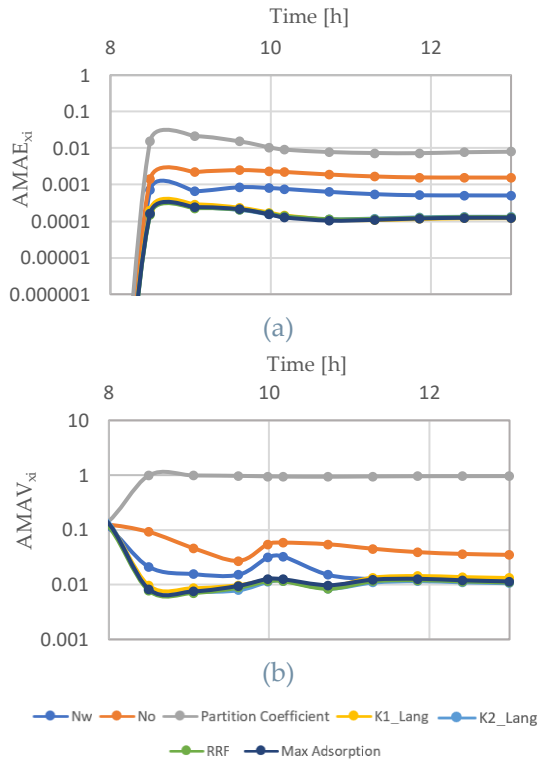 Time [h]
8 10 12
1
0.1
0.01
0.001
0.0001
0.00001
0.000001
AMAExi
(a)
Time [h]
8 10 12
10
1
0.1
0.01
0.001
AMAVxi
(b)
Nw No Partition Coefficient K1_Lang K2_Lang
RRF Max Adsorption